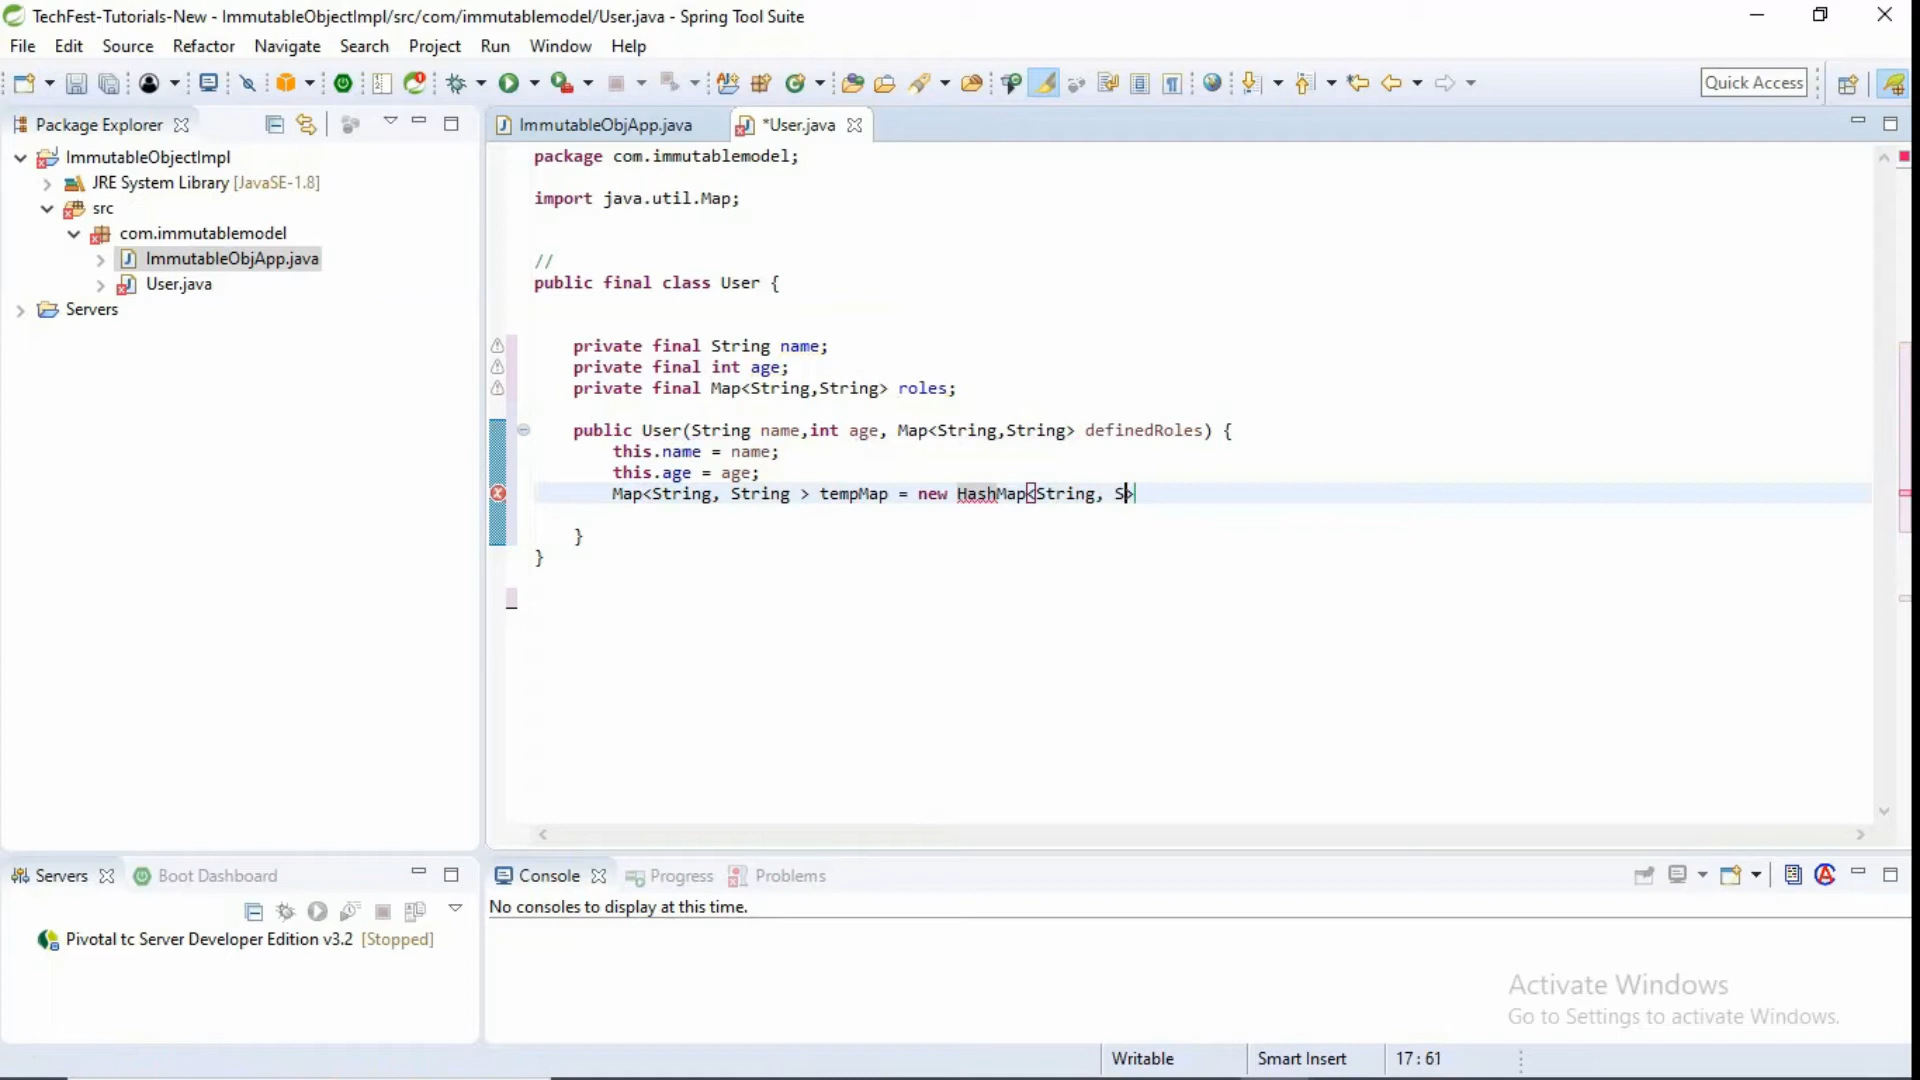 TechFest-Tutorials-New - ImmutableObjectImpl/src/com/immutablemodel/User.java - Spring Tool Suite
File Edit Source Refactor Navigate Search Project Run Window Help
Quick Access
Package Explorer
ImmutableObjectImpl
JRE System Library [JavaSE-1.8]
src
com.immutablemodel
ImmutableObjApp.java
User.java
Servers
ImmutableObjApp.java *User.java
package com.immutablemodel;
import java.util.Map;
//
public final class User {
private final String name;
private final int age;
private final Map<String,String> roles;
public User(String name,int age, Map<String,String> definedRoles) {
this.name = name;
this.age = age;
Map<String, String > tempMap = new HashMap<String, S>
}
}
Servers Boot Dashboard
Pivotal tc Server Developer Edition v3.2 [Stopped]
Console Progress Problems
No consoles to display at this time.
Activate Windows
Go to Settings to activate Windows.
Writable Smart Insert 17:61